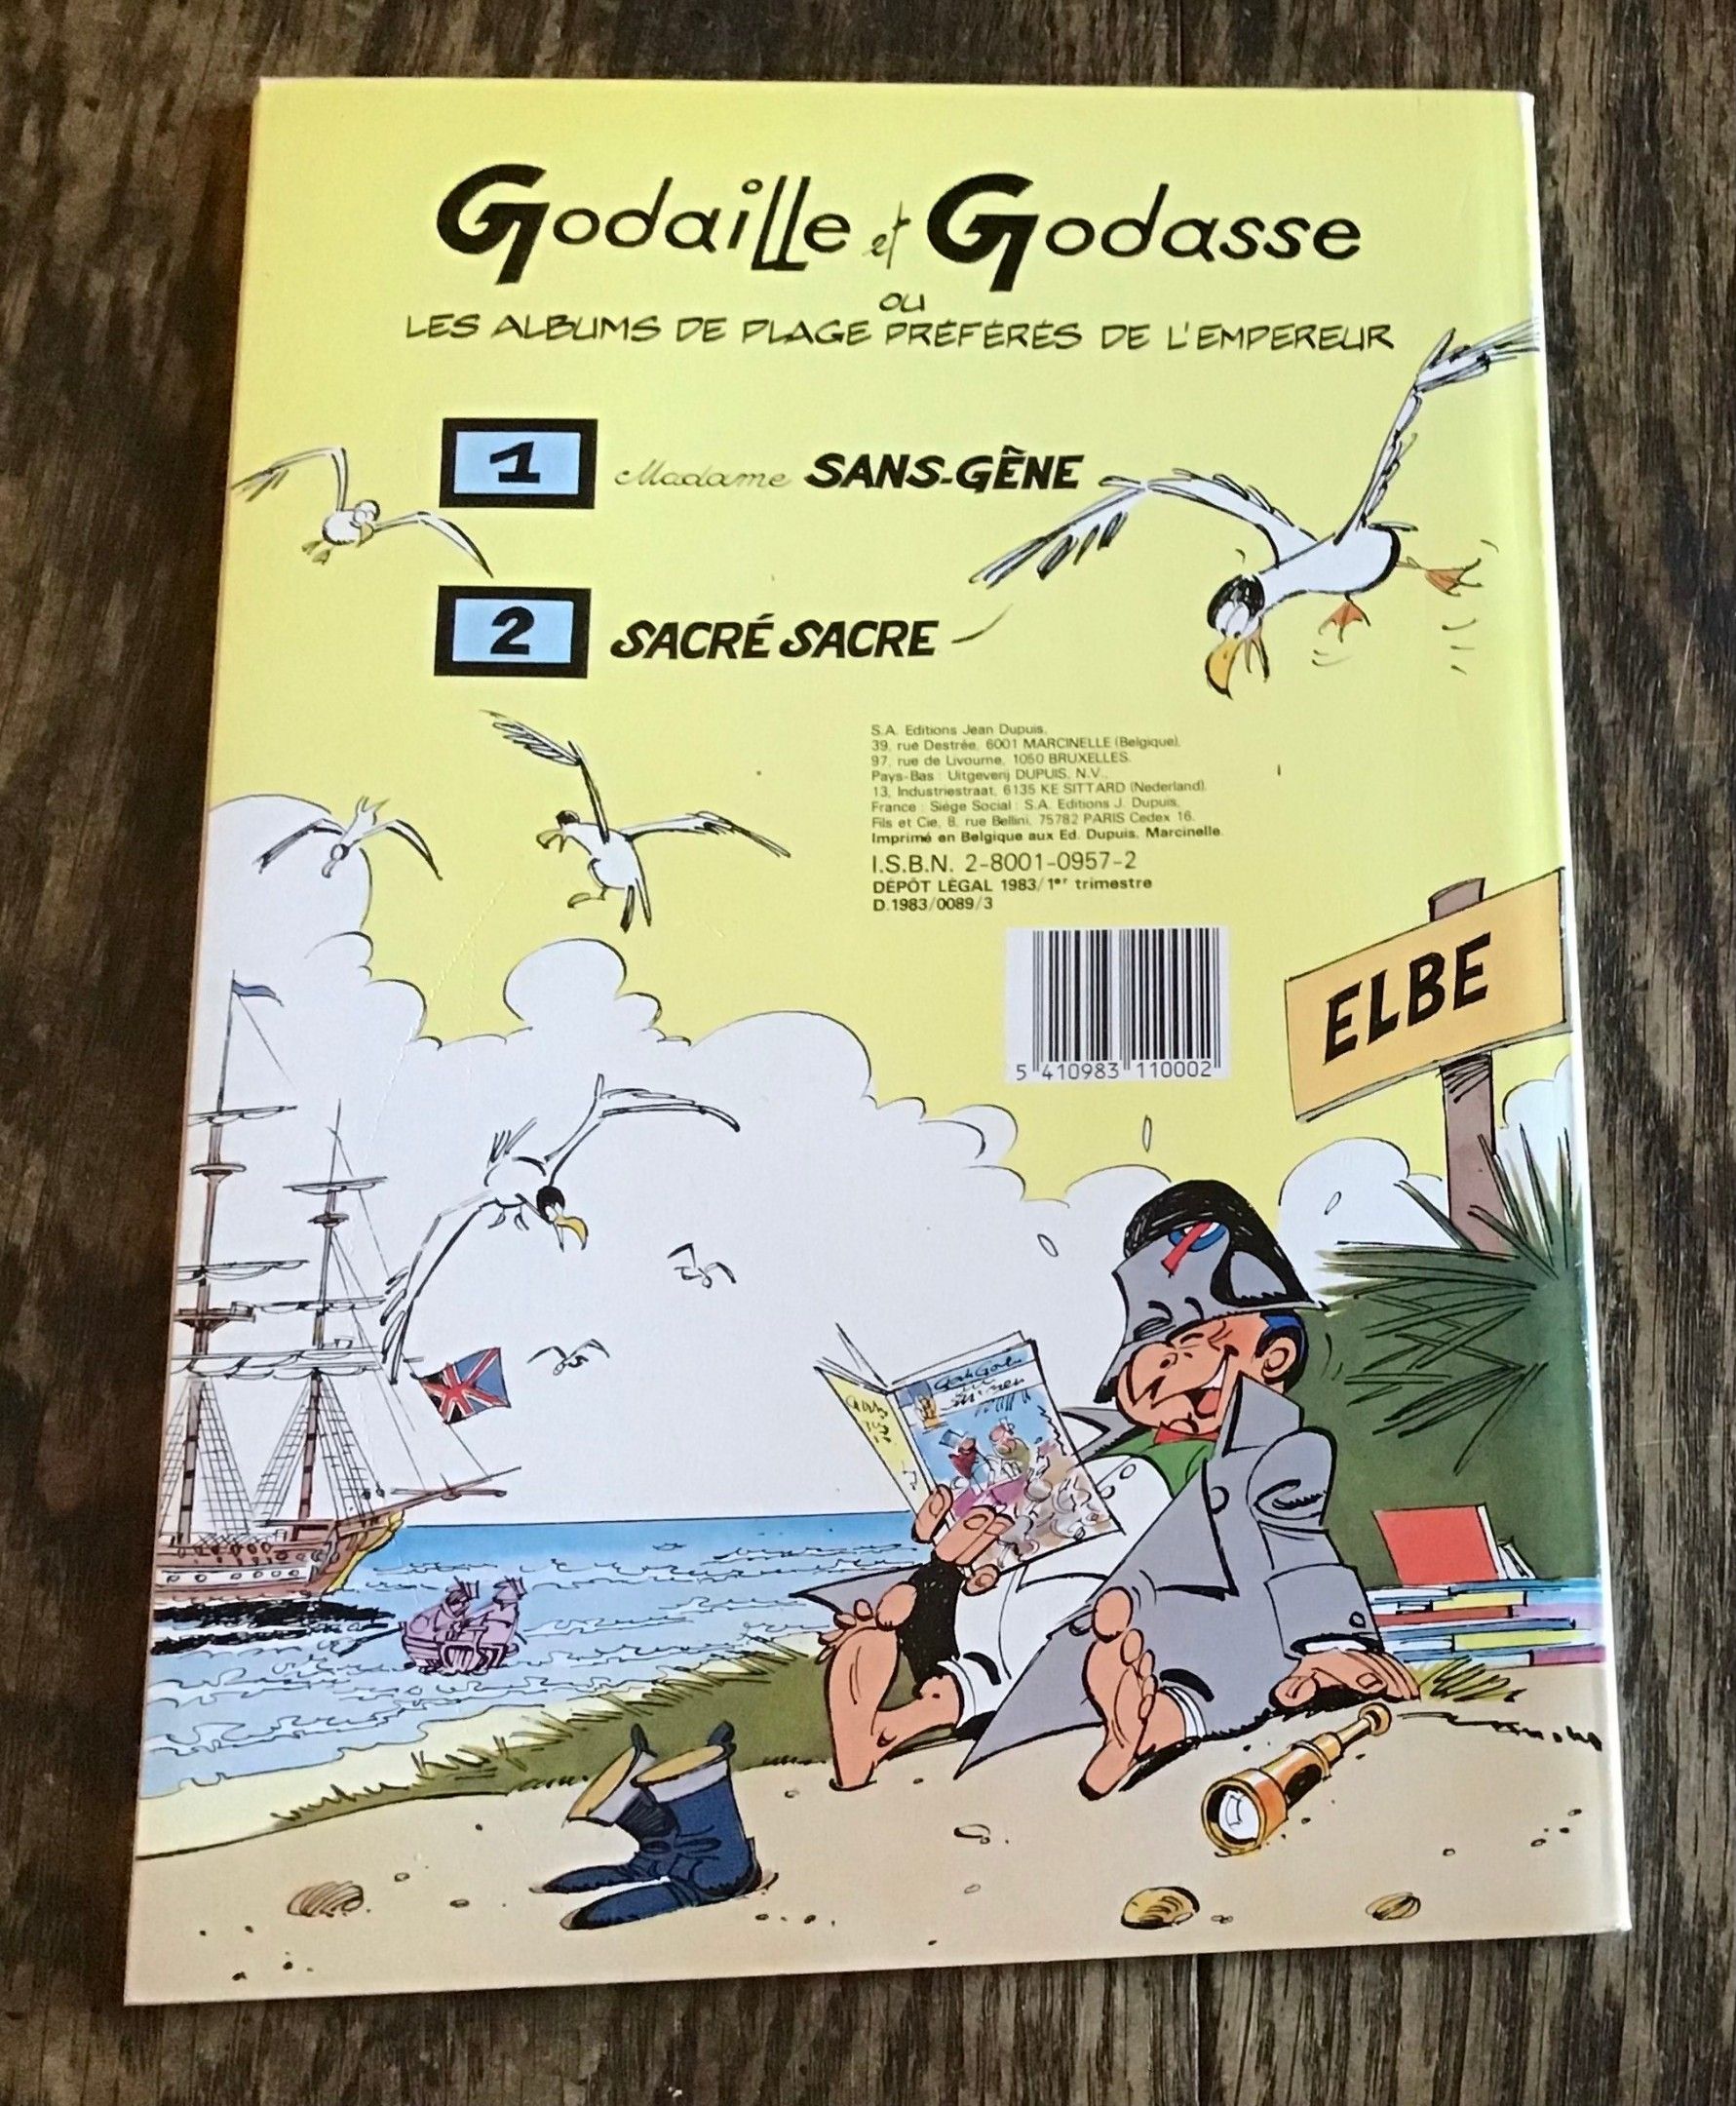 Godaille et Godasse
ou
LES ALBUMS DE PLAGE PRÉFÉRÉS DE L'EMPEREUR
1 Madame SANS-GÊNE
2 SACRÉ SACRE
S.A. Editions Jean Dupuis.
39, rue Destrée, 6001 MARCINELLE (Belgique).
97, rue de Livourne, 1050 BRUXELLES.
Pays-Bas : Uitgeverij DUPUIS, N.V.,
13, Industriestraat, 6135 KE SITTARD (Nederland).
France : Siège Social : S.A. Editions J. Dupuis,
Fils et Cie, 8, rue Bellini, 75782 PARIS Cedex 16.
Imprimé en Belgique aux Ed. Dupuis, Marcinelle.
I.S.B.N. 2-8001-0957-2
DÉPÔT LÉGAL 1983/1er trimestre
D.1983/0089/3
5 410983 110002
ELBE